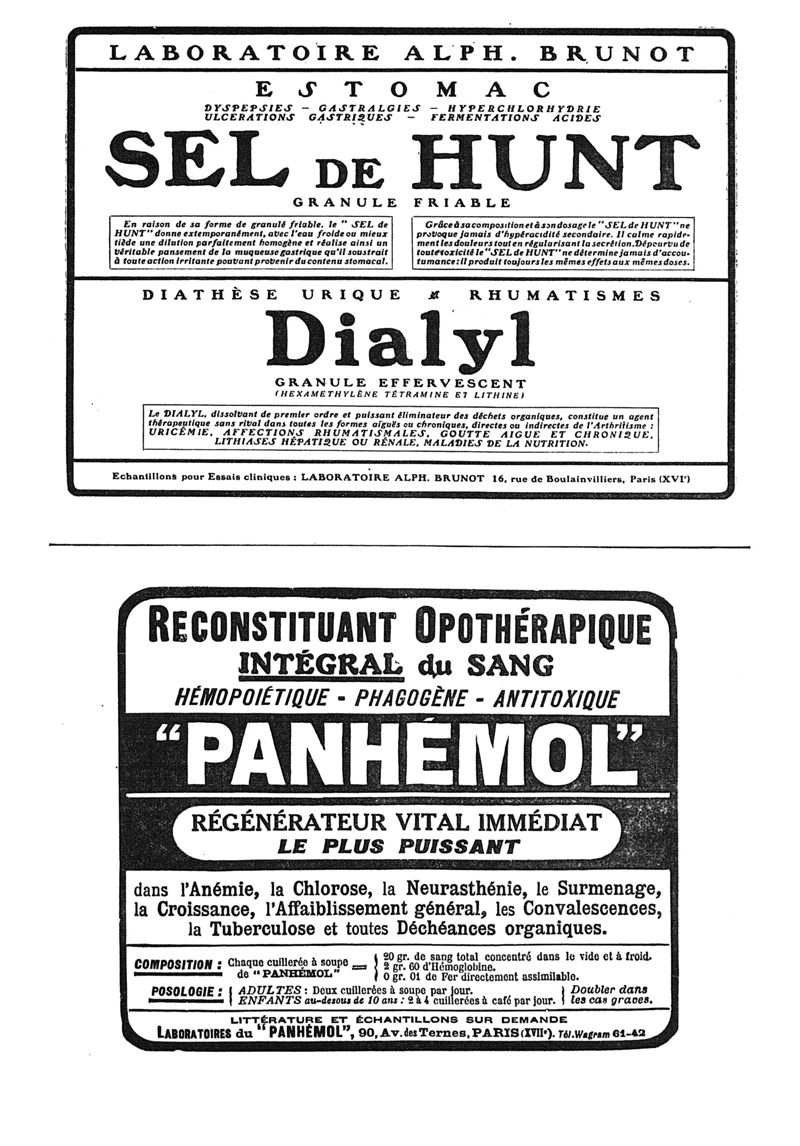 LABORATOIRE ALPH. BRUNOT
ESTOMAC
DYSPEPSIES – GASTRALGIES – HYPERCHLORHYDRIE
ULCERATIONS GASTRIQUES – FERMENTATIONS ACIDES
SEL DE HUNT
GRANULE FRIABLE
En raison de sa forme de granulé friable, le "SEL de
HUNT" donne extemporanément, avec l'eau froide ou mieux
tiède une dilution parfaitement homogène et réalise ainsi un
véritable pansement de la muqueuse gastrique qu'il soustrait
à toute action irritante pouvant provenir du contenu stomacal.
Grâce à sa composition et à son dosage le "SEL de HUNT" ne
provoque jamais d'hypéracidité secondaire. Il calme rapide-
ment les douleurs tout en régularisant la secrétion. Dépourvu de
toute toxicité le "SEL de HUNT" ne détermine jamais d'accou-
tumance: il produit toujours les mêmes effets aux mêmes doses.
DIATHÈSE URIQUE & RHUMATISMES
Dialyl
GRANULE EFFERVESCENT
(HEXAMETHYLÈNE TÉTRAMINE ET LITHINE)
Le DIALYL, dissolvant de premier ordre et puissant éliminateur des déchets organiques, constitue un agent
thérapeutique sans rival dans toutes les formes aiguës ou chroniques, directes ou indirectes de l'Arthritisme :
URICÉMIE, AFFECTIONS RHUMATISMALES, GOUTTE AIGUE ET CHRONIQUE,
LITHIASES HÉPATIQUE OU RÉNALE, MALADIES DE LA NUTRITION.
Echantillons pour Essais cliniques : LABORATOIRE ALPH. BRUNOT 16, rue de Boulainvilliers, Paris (XVIᵉ)
RECONSTITUANT OPOTHÉRAPIQUE
INTÉGRAL du SANG
HÉMOPOIÉTIQUE - PHAGOGÈNE - ANTITOXIQUE
"PANHÉMOL"
RÉGÉNÉRATEUR VITAL IMMÉDIAT
LE PLUS PUISSANT
dans l'Anémie, la Chlorose, la Neurasthénie, le Surmenage,
la Croissance, l'Affaiblissement général, les Convalescences,
la Tuberculose et toutes Déchéances organiques.
COMPOSITION : Chaque cuillerée à soupe de "PANHÉMOL" =
20 gr. de sang total concentré dans le vide et à froid.
2 gr. 60 d'Hémoglobine.
0 gr. 01 de Fer directement assimilable.
POSOLOGIE : ADULTES : Deux cuillerées à soupe par jour.
ENFANTS au-desous de 10 ans : 2 à 4 cuillerées à café par jour.
Doubler dans
les cas graves.
LITTÉRATURE ET ÉCHANTILLONS SUR DEMANDE
LABORATOIRES du "PANHÉMOL", 90, Av. des Ternes, PARIS (XVIIᵉ). Tél. Wagram 61-42